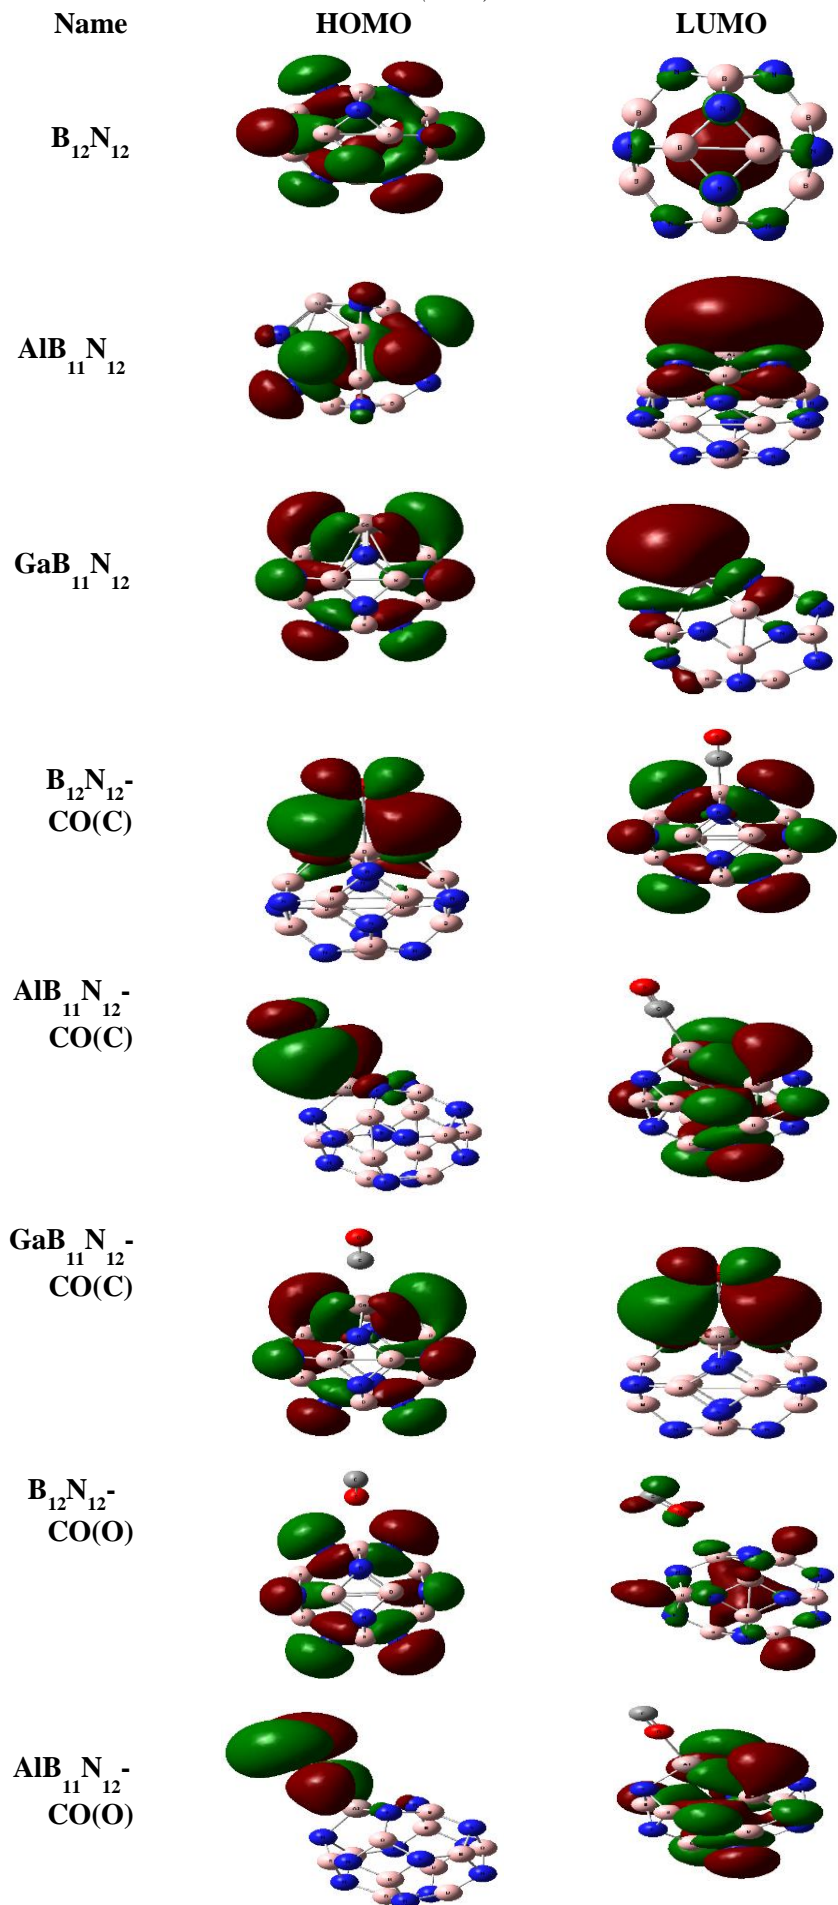 Name HOMO LUMO
B12N12
AlB11N12
GaB11N12
B12N12-
CO(C)
AlB11N12-
CO(C)
GaB11N12-
CO(C)
B12N12-
CO(O)
AlB11N12-
CO(O)